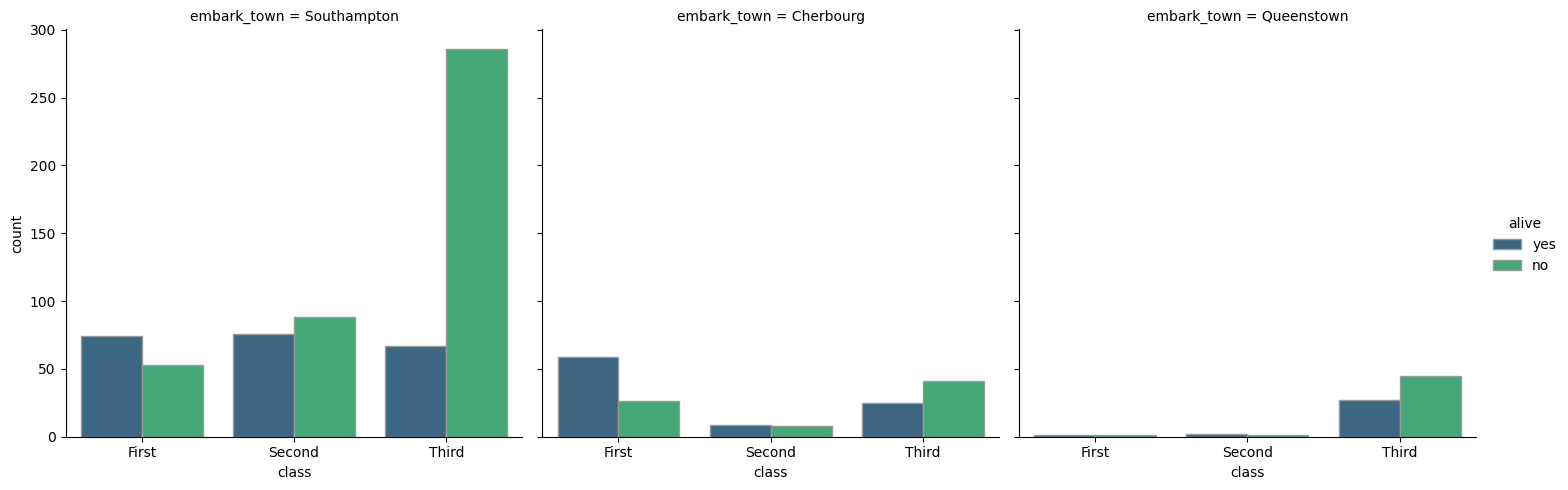 embark_town = Southampton
embark_town = Cherbourg
embark_town = Queenstown
300
250
200
150
100
50
0
count
First Second Third
class
First Second Third
class
First Second Third
class
alive
yes
no